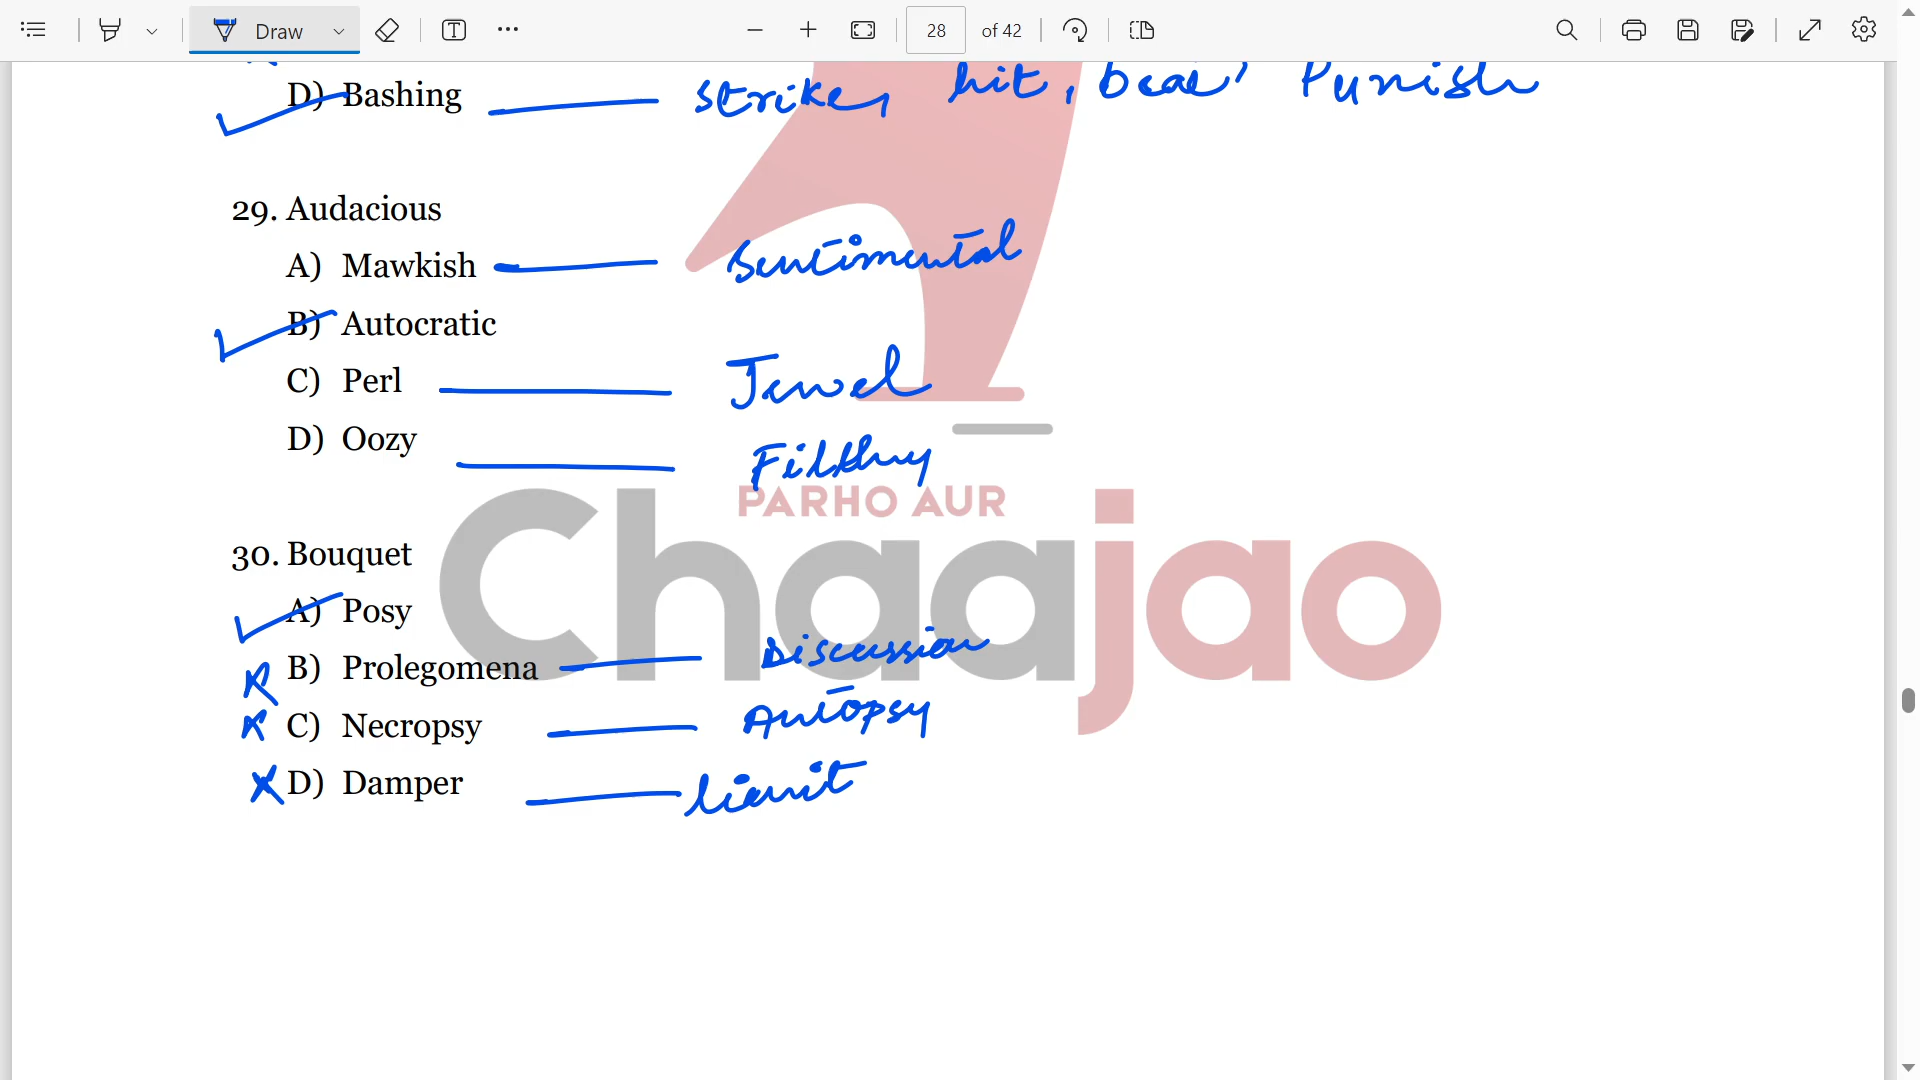 Draw
28 of 42
D) Bashing strike, hit, beat, Punish
29. Audacious
A) Mawkish Sentimental
B) Autocratic
C) Perl Jewel
D) Oozy Filthy
PARHO AUR
Chaajao
30. Bouquet
A) Posy
B) Prolegomena Discussion
C) Necropsy Autopsy
D) Damper limit